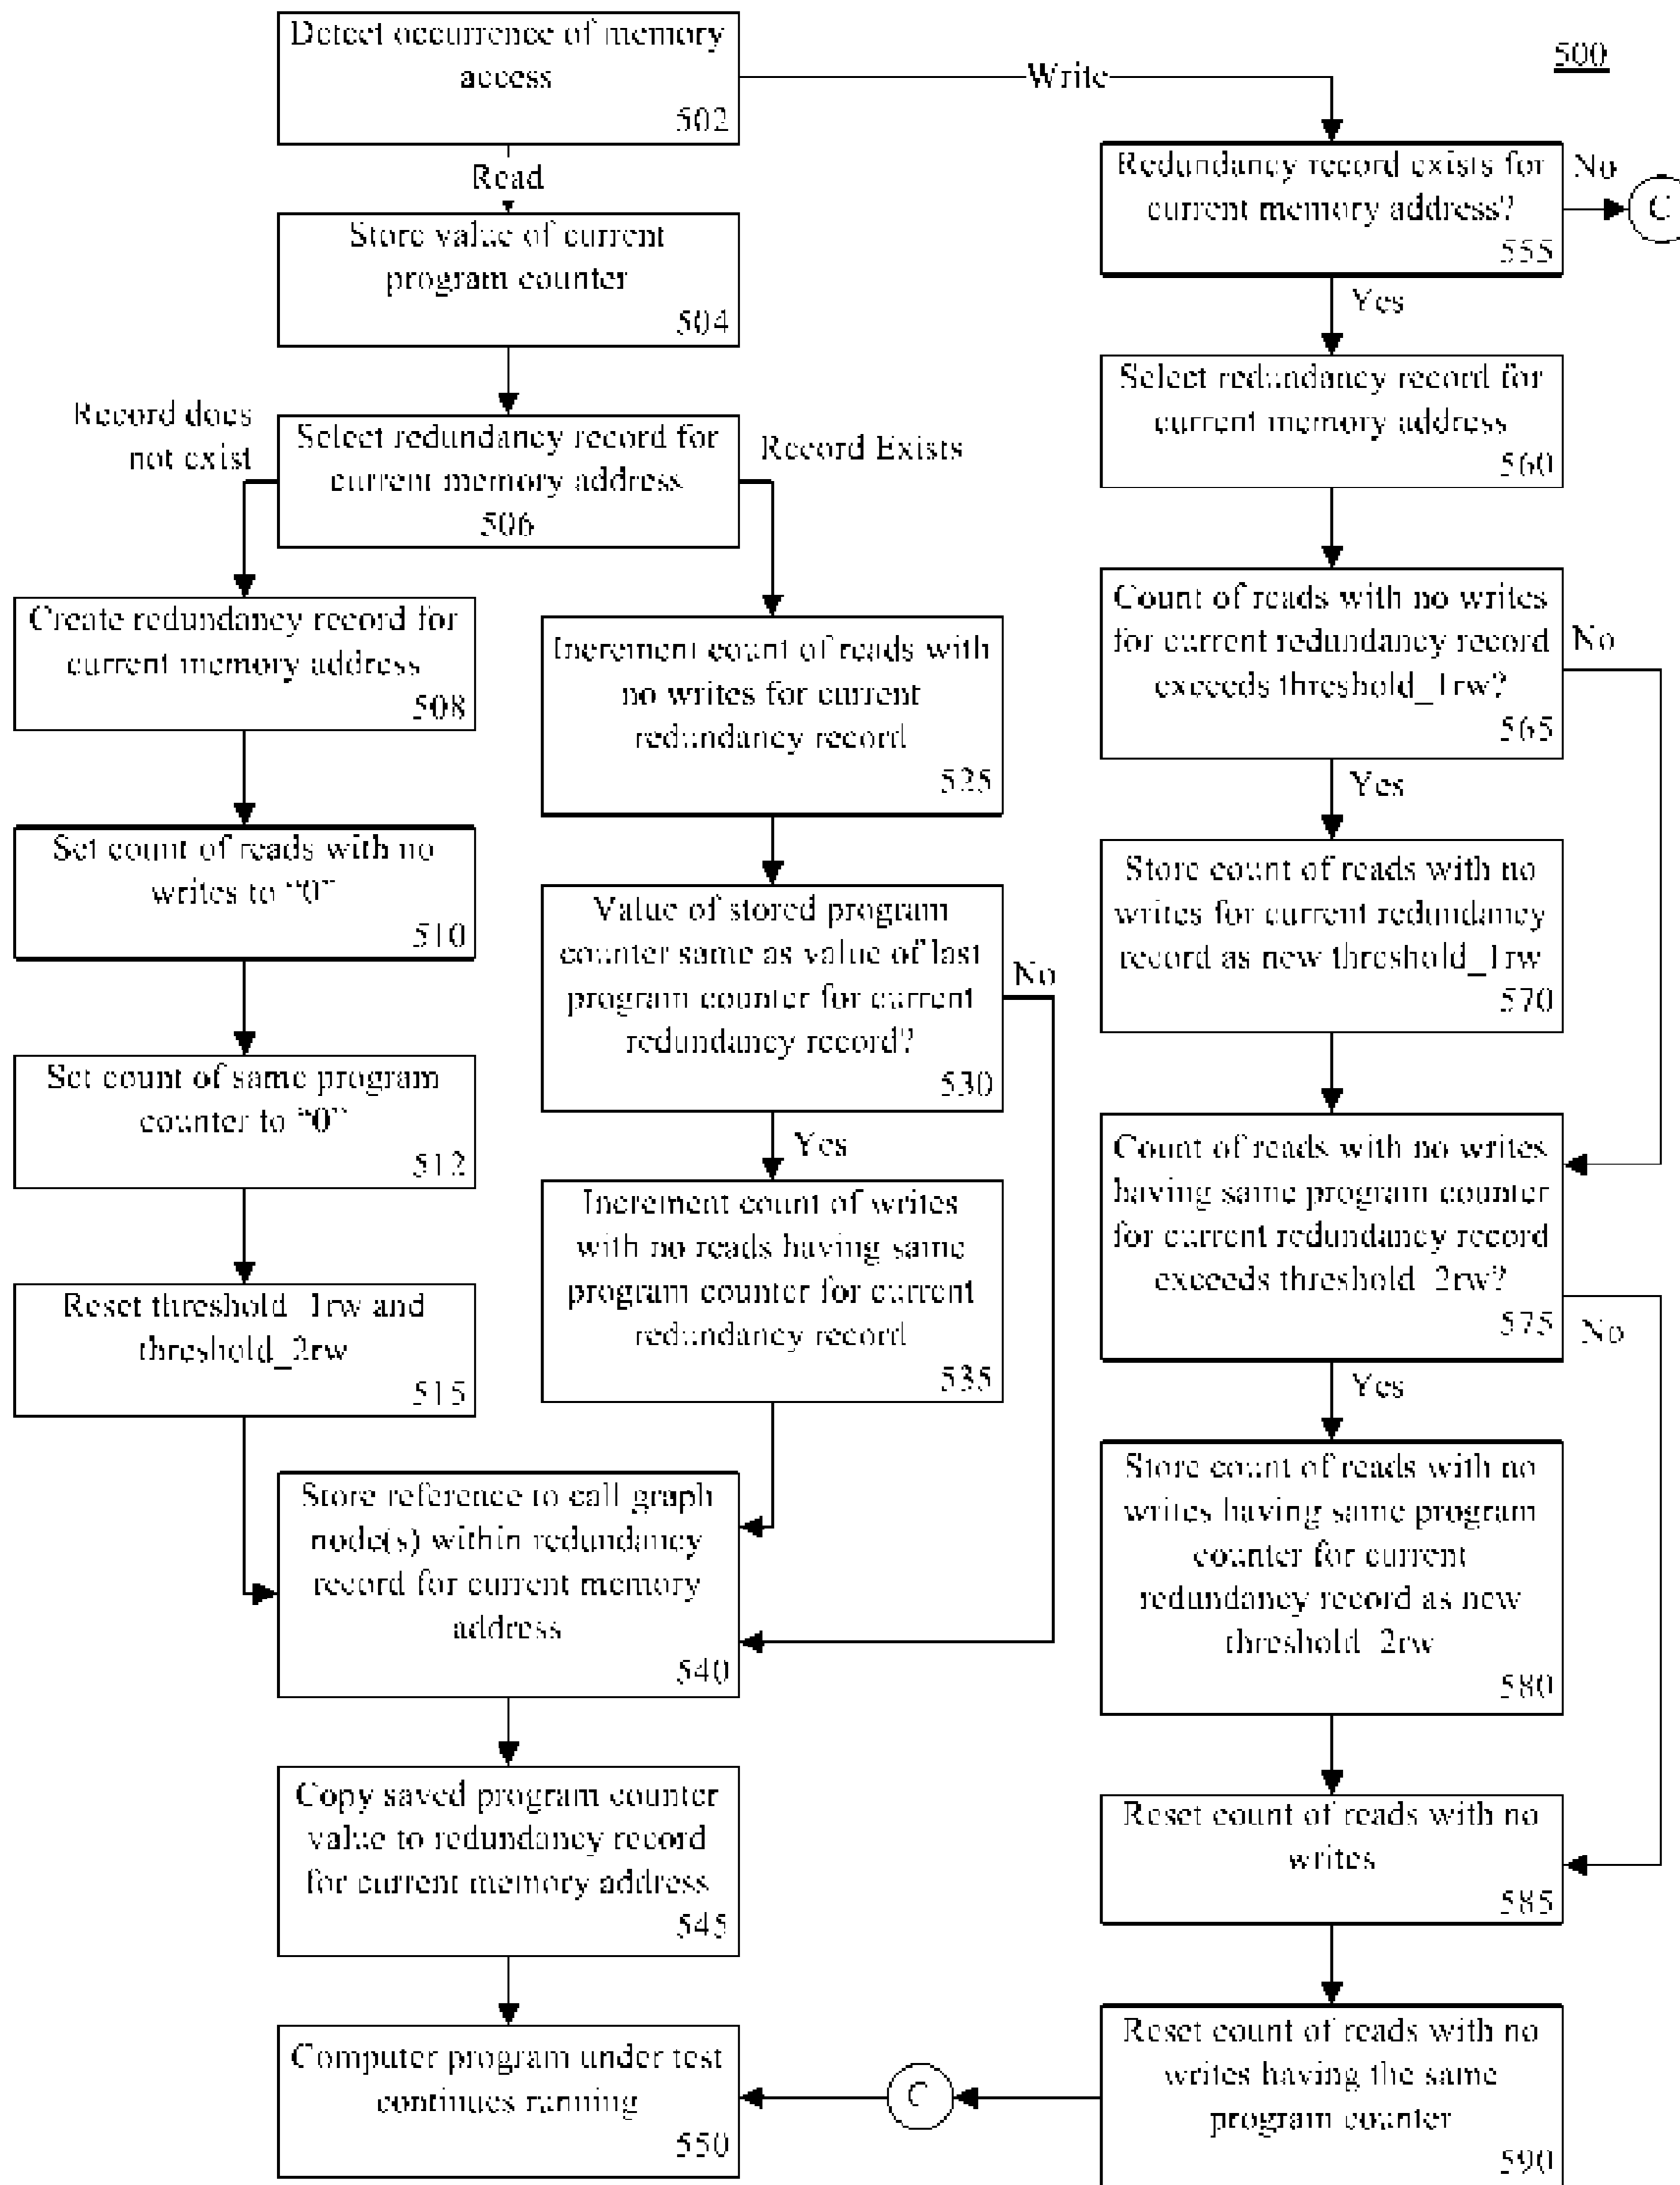 500
Detect occurrence of memory
access
502
Write
Read
Store value of current
program counter
504
Record does
not exist
Select redundancy record for
current memory address
506
Record Exists
Create redundancy record for
current memory address
508
Set count of reads with no
writes to "0"
510
Set count of same program
counter to "0"
512
Reset threshold_1rw and
threshold_2rw
515
Increment count of reads with
no writes for current
redundancy record
525
Value of stored program
counter same as value of last
program counter for current
redundancy record?
530
No
Yes
Increment count of writes
with no reads having same
program counter for current
redundancy record
535
Store reference to call graph
node(s) within redundancy
record for current memory
address
540
Copy saved program counter
value to redundancy record
for current memory address
545
Computer program under test
continues running
550
Redundancy record exists for
current memory address?
555
No
C
Yes
Select redundancy record for
current memory address
560
Count of reads with no writes
for current redundancy record
exceeds threshold_1rw?
565
No
Yes
Store count of reads with no
writes for current redundancy
record as new threshold_1rw
570
Count of reads with no writes
having same program counter
for current redundancy record
exceeds threshold_2rw?
575
No
Yes
Store count of reads with no
writes having same program
counter for current
redundancy record as new
threshold_2rw
580
Reset count of reads with no
writes
585
Reset count of reads with no
writes having the same
program counter
590
C